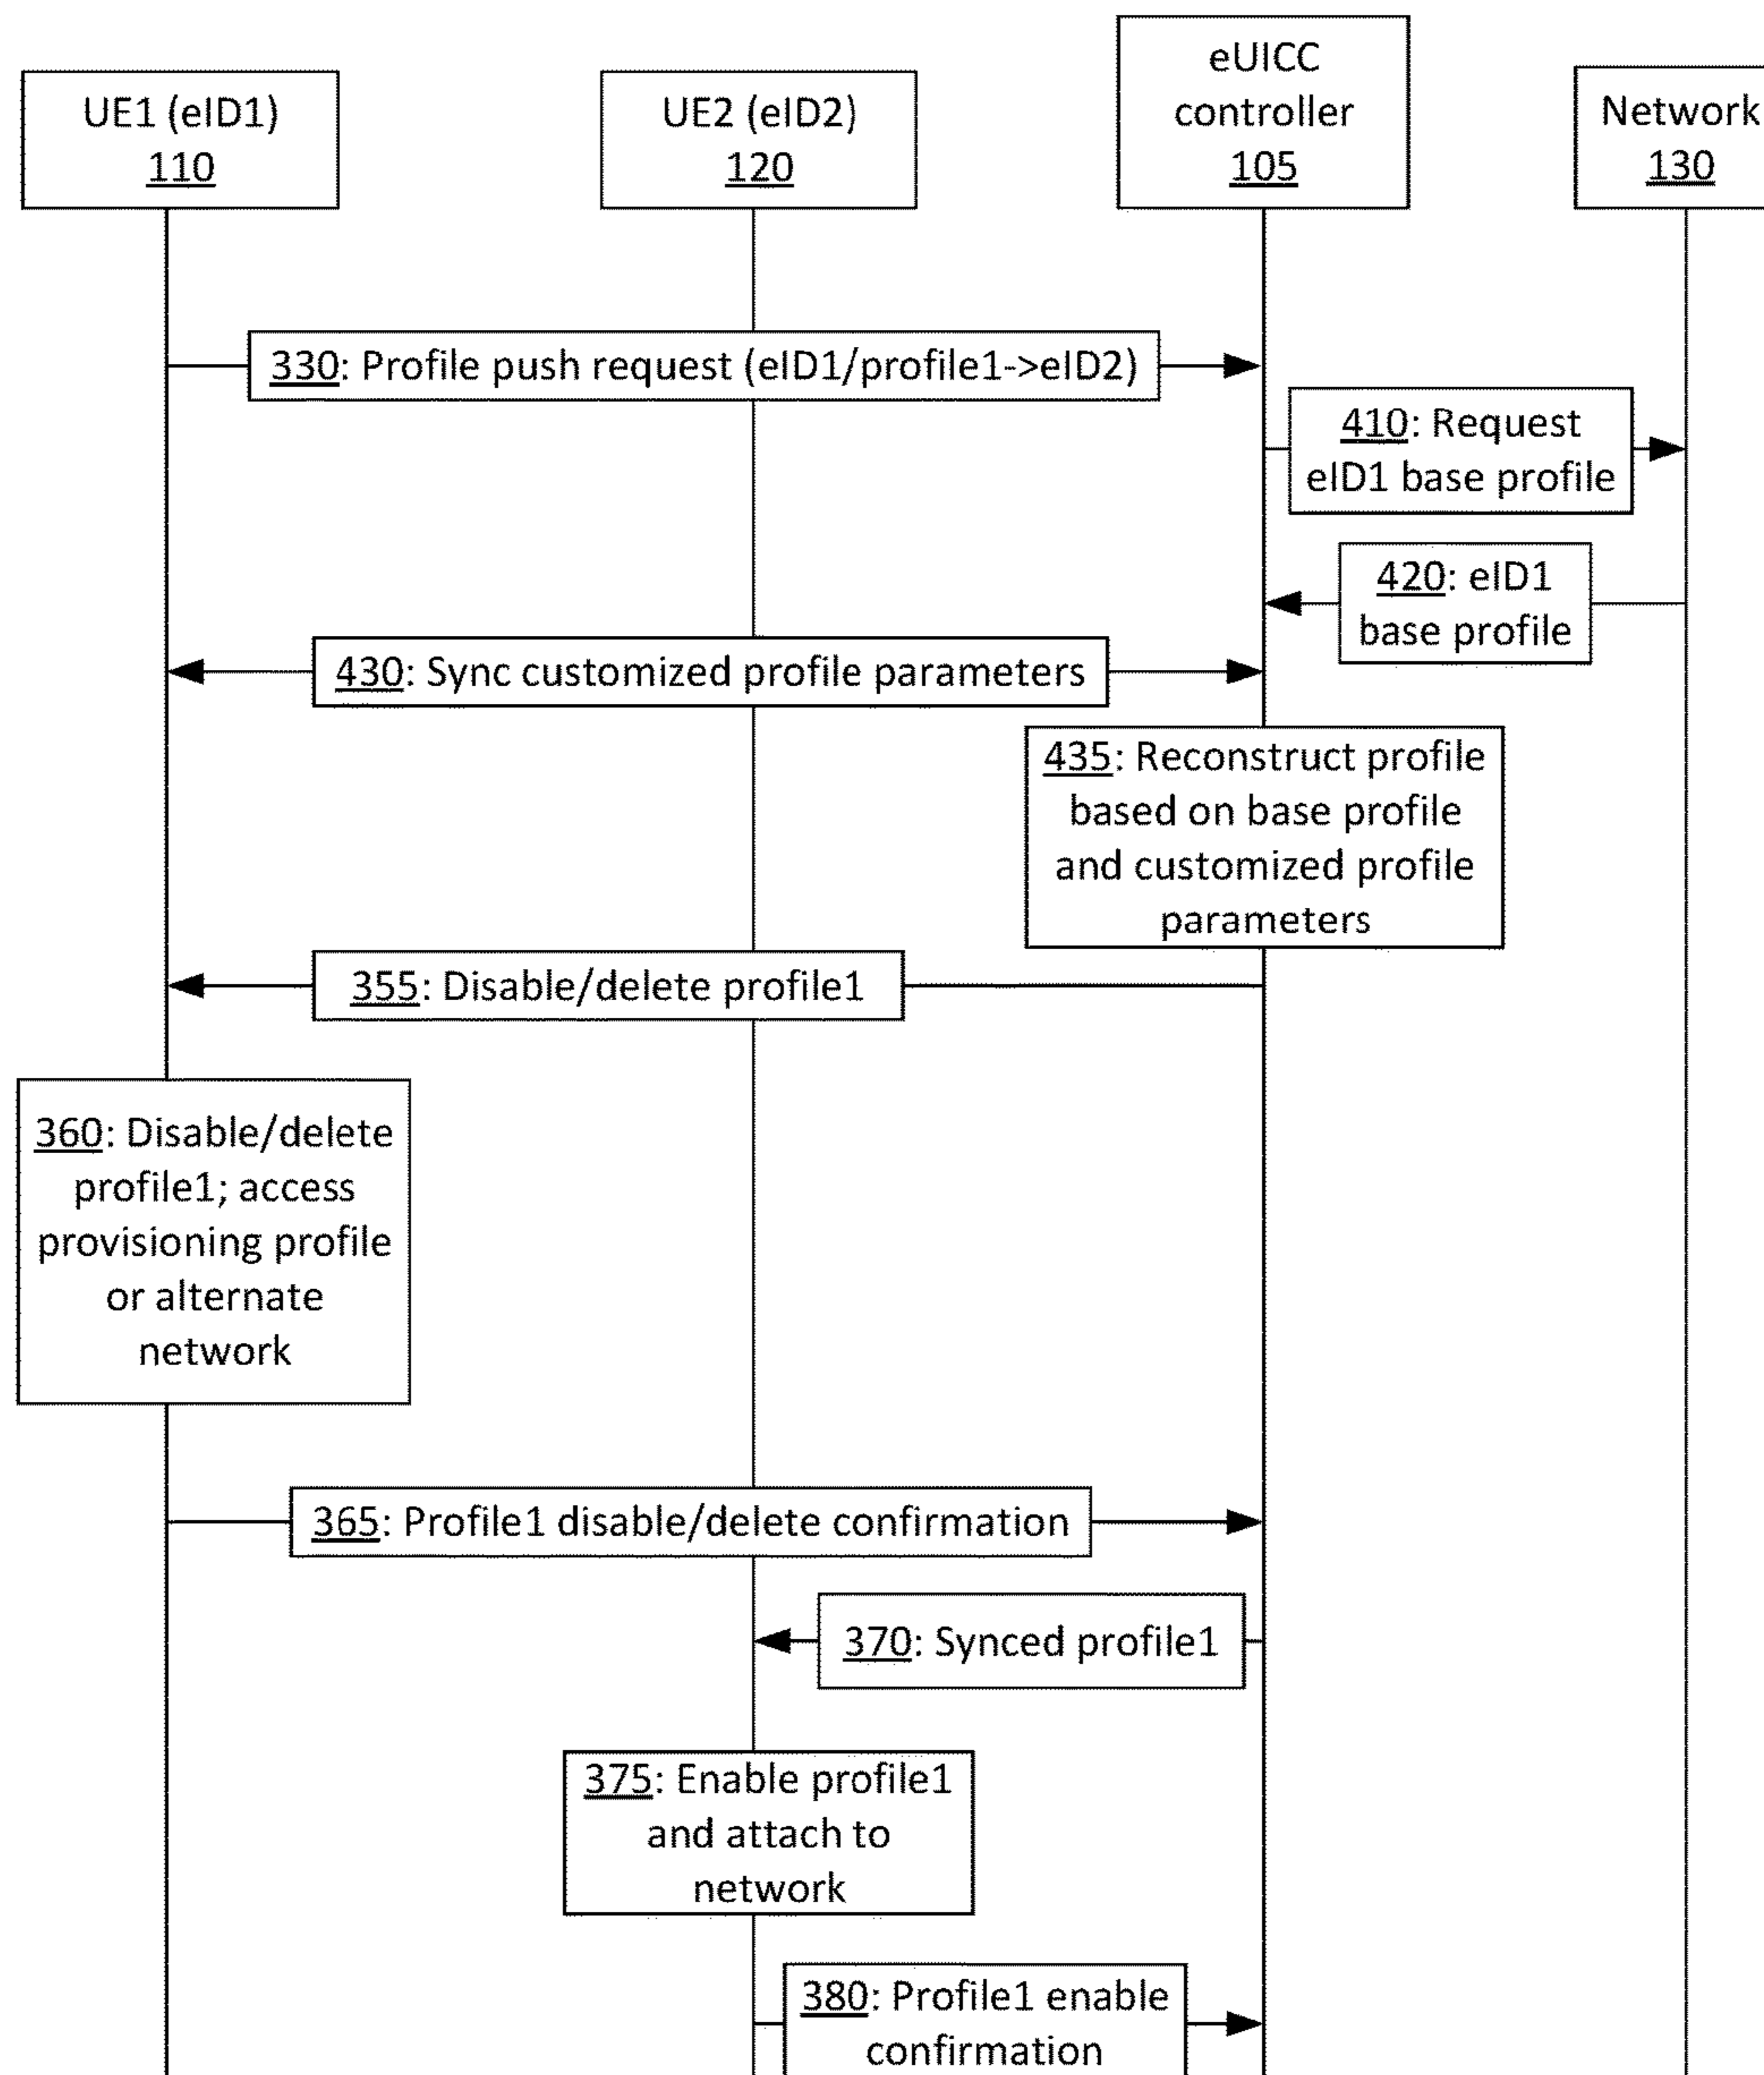 UE1 (eID1)
110
UE2 (eID2)
120
eUICC
controller
105
Network
130
330: Profile push request (eID1/profile1->eID2)
410: Request
eID1 base profile
420: eID1
base profile
430: Sync customized profile parameters
435: Reconstruct profile
based on base profile
and customized profile
parameters
355: Disable/delete profile1
360: Disable/delete
profile1; access
provisioning profile
or alternate
network
365: Profile1 disable/delete confirmation
370: Synced profile1
375: Enable profile1
and attach to
network
380: Profile1 enable
confirmation